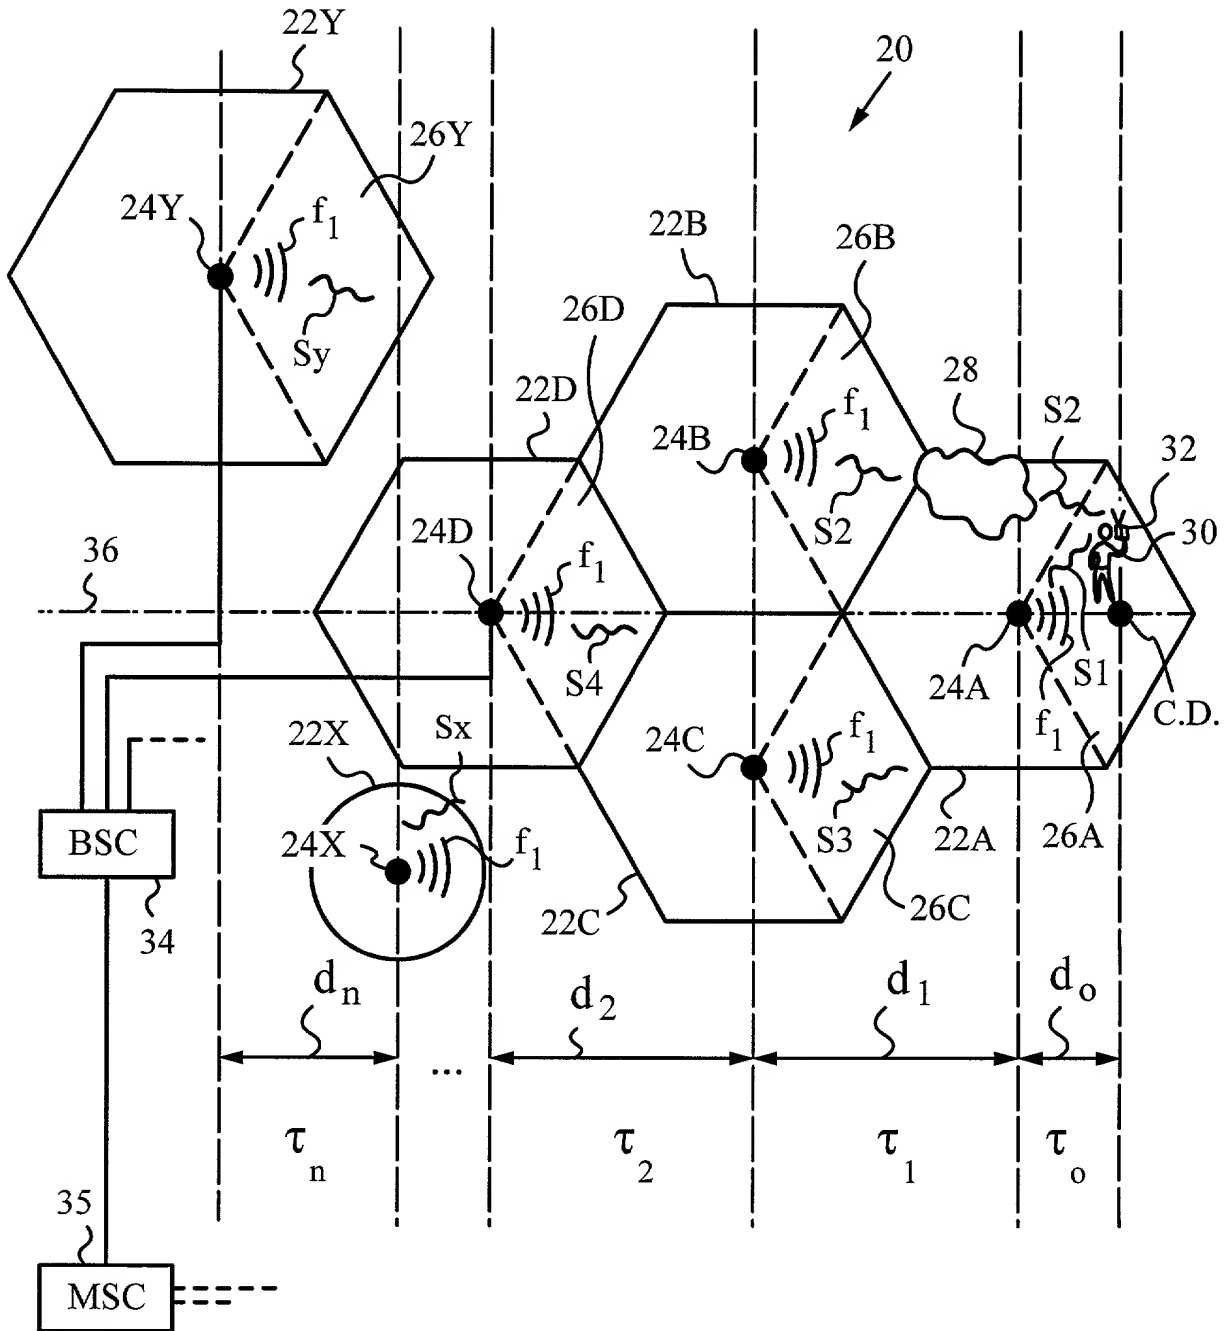 22Y
20
26Y
24Y
f1
Sy
22B
26B
26D
28
22D
S2
24B
f1
32
30
S2
24D
36
f1
S4
24A
S1
f1
C.D.
22X
Sx
24C
f1
S3
22A
26A
BSC
24X
f1
22C
26C
34
dn
d2
d1
do
...
τn
τ2
τ1
τo
35
MSC